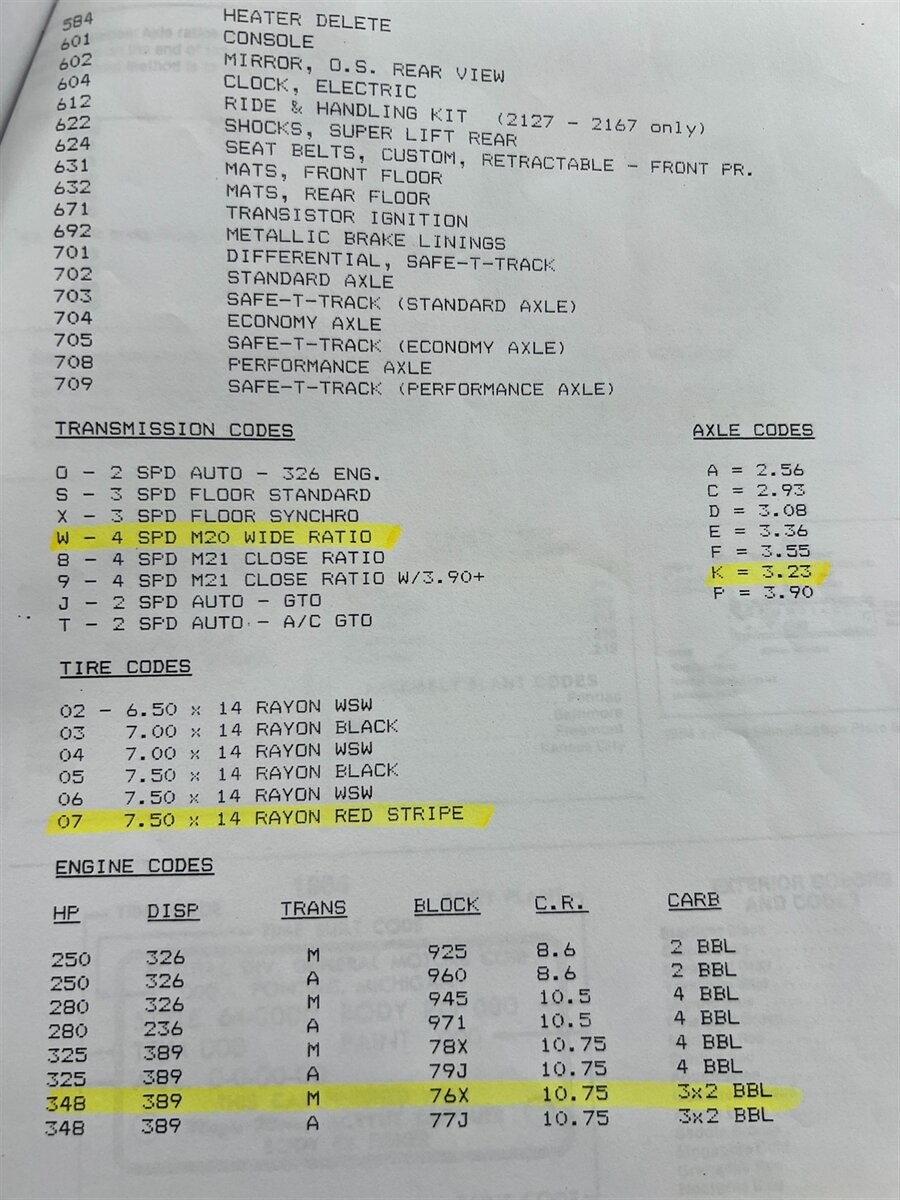 584 HEATER DELETE
601 CONSOLE
602 MIRROR, O.S. REAR VIEW
604 CLOCK, ELECTRIC
612 RIDE & HANDLING KIT (2127 - 2167 only)
622 SHOCKS, SUPER LIFT REAR
624 SEAT BELTS, CUSTOM, RETRACTABLE - FRONT PR.
631 MATS, FRONT FLOOR
632 MATS, REAR FLOOR
671 TRANSISTOR IGNITION
692 METALLIC BRAKE LININGS
701 DIFFERENTIAL, SAFE-T-TRACK
702 STANDARD AXLE
703 SAFE-T-TRACK (STANDARD AXLE)
704 ECONOMY AXLE
705 SAFE-T-TRACK (ECONOMY AXLE)
708 PERFORMANCE AXLE
709 SAFE-T-TRACK (PERFORMANCE AXLE)
TRANSMISSION CODES
O - 2 SPD AUTO - 326 ENG.
S - 3 SPD FLOOR STANDARD
X - 3 SPD FLOOR SYNCHRO
W - 4 SPD M20 WIDE RATIO
8 - 4 SPD M21 CLOSE RATIO
9 - 4 SPD M21 CLOSE RATIO W/3.90+
J - 2 SPD AUTO - GTO
T - 2 SPD AUTO - A/C GTO
AXLE CODES
A = 2.56
C = 2.93
D = 3.08
E = 3.36
F = 3.55
K = 3.23
P = 3.90
TIRE CODES
02 - 6.50 x 14 RAYON WSW
03 7.00 x 14 RAYON BLACK
04 7.00 x 14 RAYON WSW
05 7.50 x 14 RAYON BLACK
06 7.50 x 14 RAYON WSW
07 7.50 x 14 RAYON RED STRIPE
ENGINE CODES
HP DISP TRANS BLOCK C.R. CARB
250 326 M 925 8.6 2 BBL
250 326 A 960 8.6 2 BBL
280 326 M 945 10.5 4 BBL
280 236 A 971 10.5 4 BBL
325 389 M 78X 10.75 4 BBL
325 389 A 79J 10.75 4 BBL
348 389 M 76X 10.75 3x2 BBL
348 389 A 77J 10.75 3x2 BBL